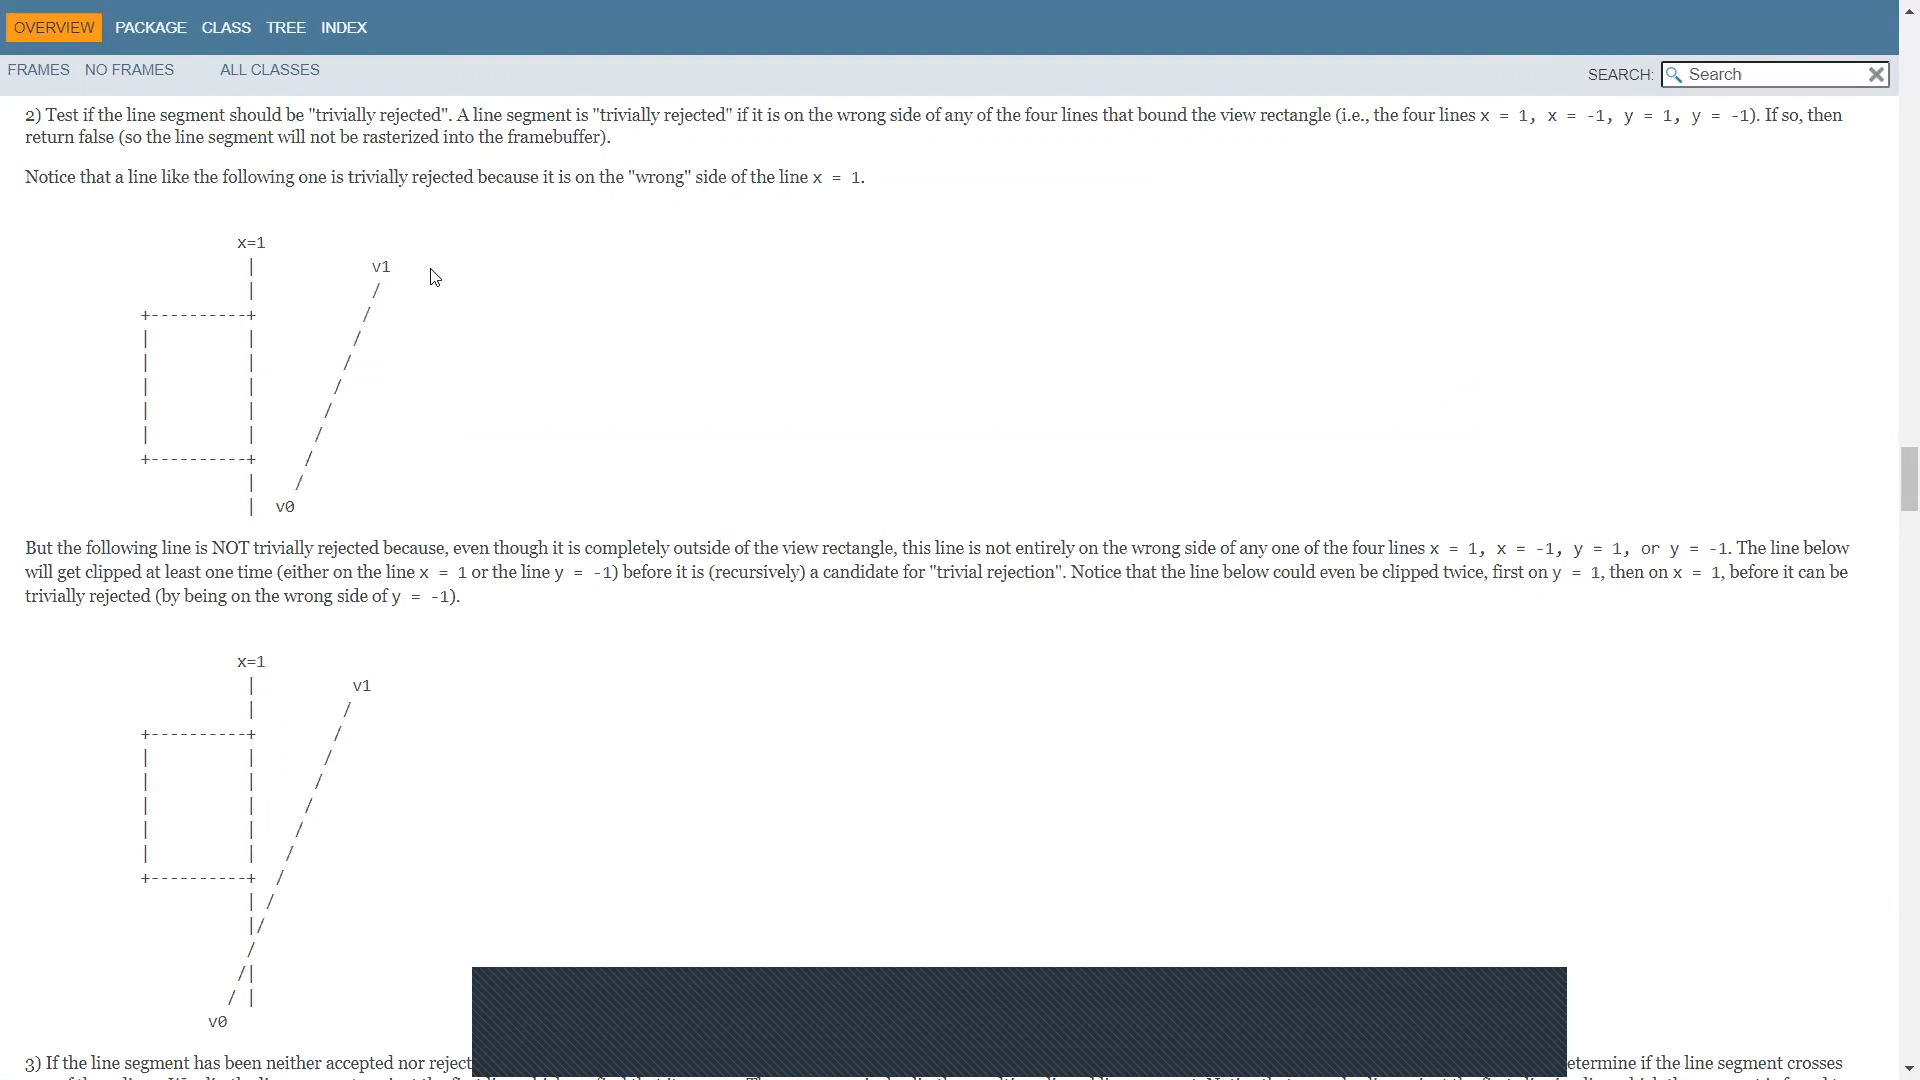 OVERVIEW PACKAGE CLASS TREE INDEX
FRAMES NO FRAMES ALL CLASSES SEARCH: Search
2) Test if the line segment should be "trivially rejected". A line segment is "trivially rejected" if it is on the wrong side of any of the four lines that bound the view rectangle (i.e., the four lines x = 1, x = -1, y = 1, y = -1). If so, then
return false (so the line segment will not be rasterized into the framebuffer).
Notice that a line like the following one is trivially rejected because it is on the "wrong" side of the line x = 1.
x=1
v1
v0
But the following line is NOT trivially rejected because, even though it is completely outside of the view rectangle, this line is not entirely on the wrong side of any one of the four lines x = 1, x = -1, y = 1, or y = -1. The line below
will get clipped at least one time (either on the line x = 1 or the line y = -1) before it is (recursively) a candidate for "trivial rejection". Notice that the line below could even be clipped twice, first on y = 1, then on x = 1, before it can be
trivially rejected (by being on the wrong side of y = -1).
x=1
v1
v0
3) If the line segment has been neither accepted nor reject etermine if the line segment crosses